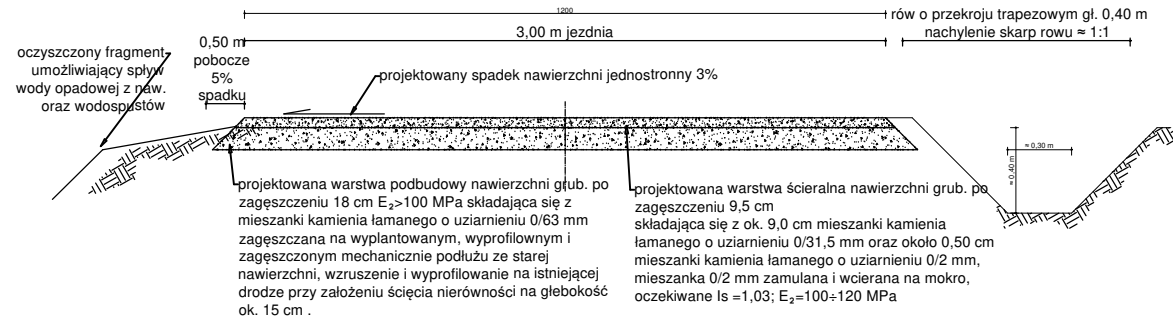 1200
3,00 m jezdnia
rów o przekroju trapezowym gł. 0,40 m
nachylenie skarp rowu ≈ 1:1
oczyszczony fragment
umożliwiający spływ
wody opadowej z naw.
oraz wodospustów
0,50 m
pobocze
5%
spadku
projektowany spadek nawierzchni jednostronny 3%
≈ 0,30 m
≈ 0,40 m
projektowana warstwa podbudowy nawierzchni grub. po
zagęszczeniu 18 cm E₂>100 MPa składająca się z
mieszanki kamienia łamanego o uziarnieniu 0/63 mm
zagęszczana na wyplantowanym, wyprofilownym i
zagęszczonym mechanicznie podłużu ze starej
nawierzchni, wzruszenie i wyprofilowanie na istniejącej
drodze przy założeniu ścięcia nierówności na głebokość
ok. 15 cm .
projektowana warstwa ścieralna nawierzchni grub. po
zagęszczeniu 9,5 cm
składająca się z ok. 9,0 cm mieszanki kamienia
łamanego o uziarnieniu 0/31,5 mm oraz około 0,50 cm
mieszanki kamienia łamanego o uziarnieniu 0/2 mm,
mieszanka 0/2 mm zamulana i wcierana na mokro,
oczekiwane Is =1,03; E₂=100÷120 MPa